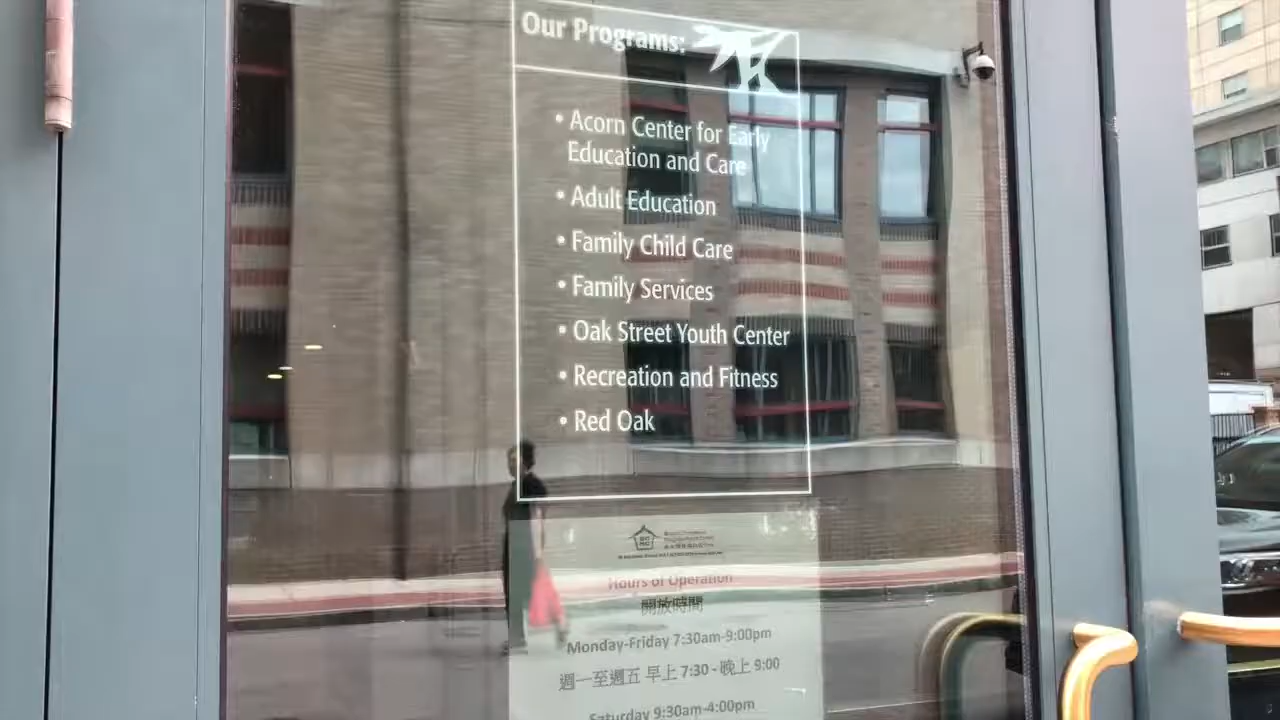 Our Programs:
• Acorn Center for Early
Education and Care
• Adult Education
• Family Child Care
• Family Services
• Oak Street Youth Center
• Recreation and Fitness
• Red Oak
Hours of Operation
開放時間
Monday-Friday 7:30am-9:00pm
週一至週五 早上 7:30 - 晚上 9:00
Saturday 9:30am-4:00pm